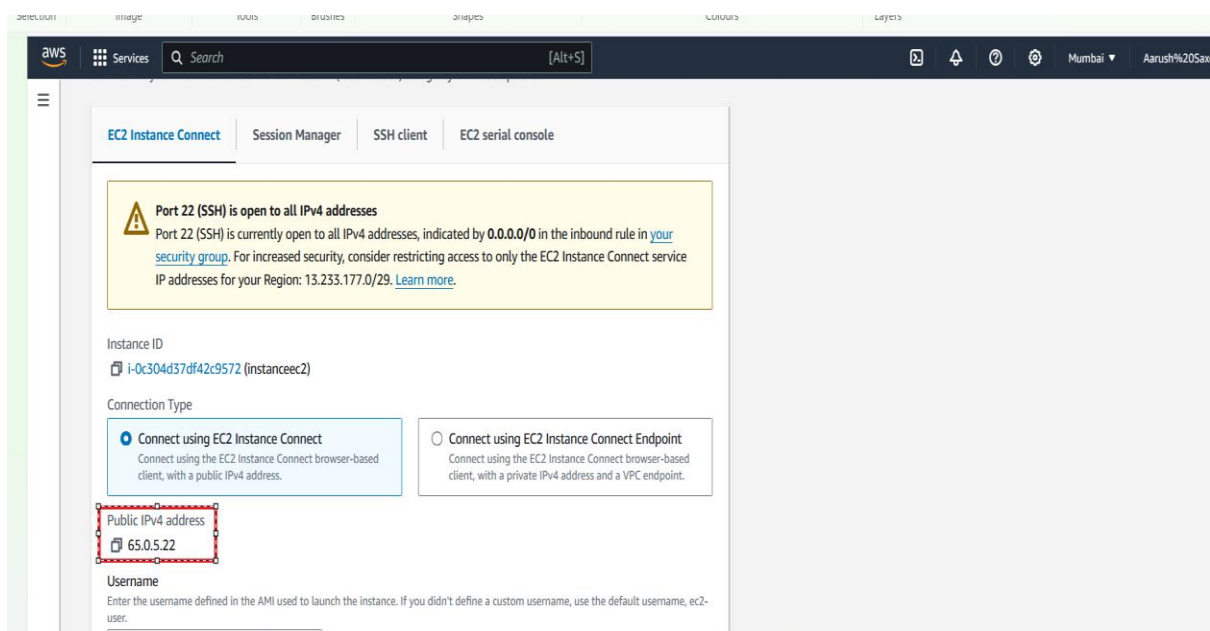 Selection Image Tools Brushes Shapes Colours Layers
aws Services Search [Alt+S] Mumbai ▼ Aarush%20Sax
EC2 Instance Connect Session Manager SSH client EC2 serial console
Port 22 (SSH) is open to all IPv4 addresses
Port 22 (SSH) is currently open to all IPv4 addresses, indicated by 0.0.0.0/0 in the inbound rule in your
security group. For increased security, consider restricting access to only the EC2 Instance Connect service
IP addresses for your Region: 13.233.177.0/29. Learn more.
Instance ID
i-0c304d37df42c9572 (instanceec2)
Connection Type
Connect using EC2 Instance Connect
Connect using the EC2 Instance Connect browser-based
client, with a public IPv4 address.
Connect using EC2 Instance Connect Endpoint
Connect using the EC2 Instance Connect browser-based
client, with a private IPv4 address and a VPC endpoint.
Public IPv4 address
65.0.5.22
Username
Enter the username defined in the AMI used to launch the instance. If you didn't define a custom username, use the default username, ec2-
user.